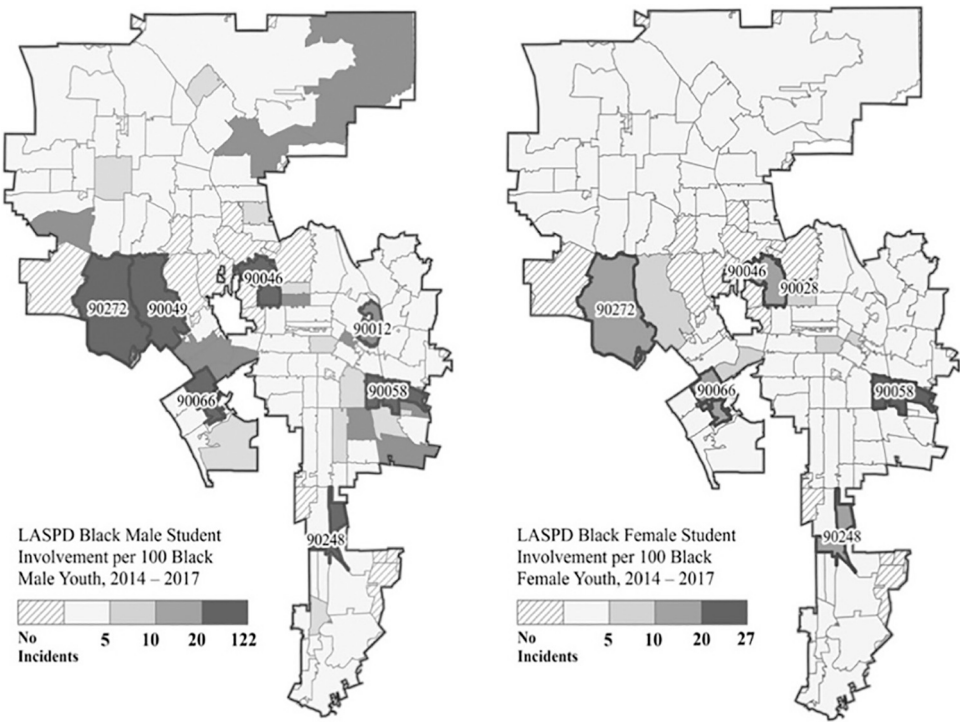 90046
90272
90049
90012
90058
90066
90248
LASPD Black Male Student
Involvement per 100 Black
Male Youth, 2014 – 2017
No
Incidents
5
10
20
122
90046
90028
90272
90066
90058
90248
LASPD Black Female Student
Involvement per 100 Black
Female Youth, 2014 – 2017
No
Incidents
5
10
20
27